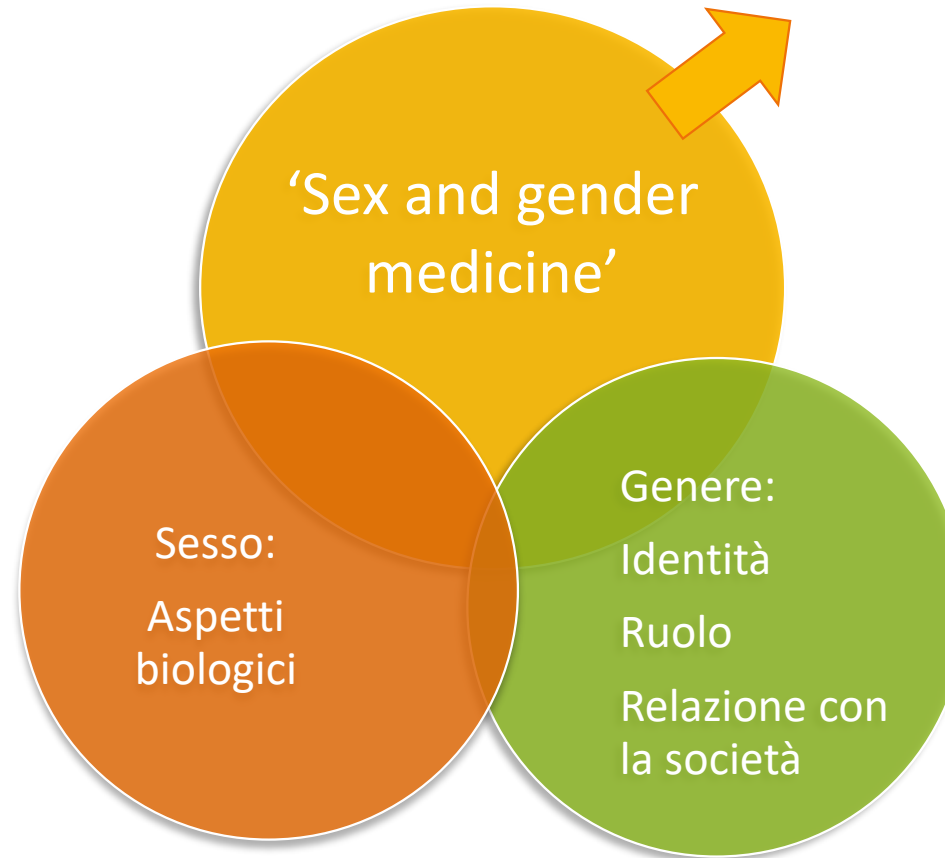 ‘Sex and gender
medicine’
Sesso:
Aspetti
biologici
Genere:
Identità
Ruolo
Relazione con
la società